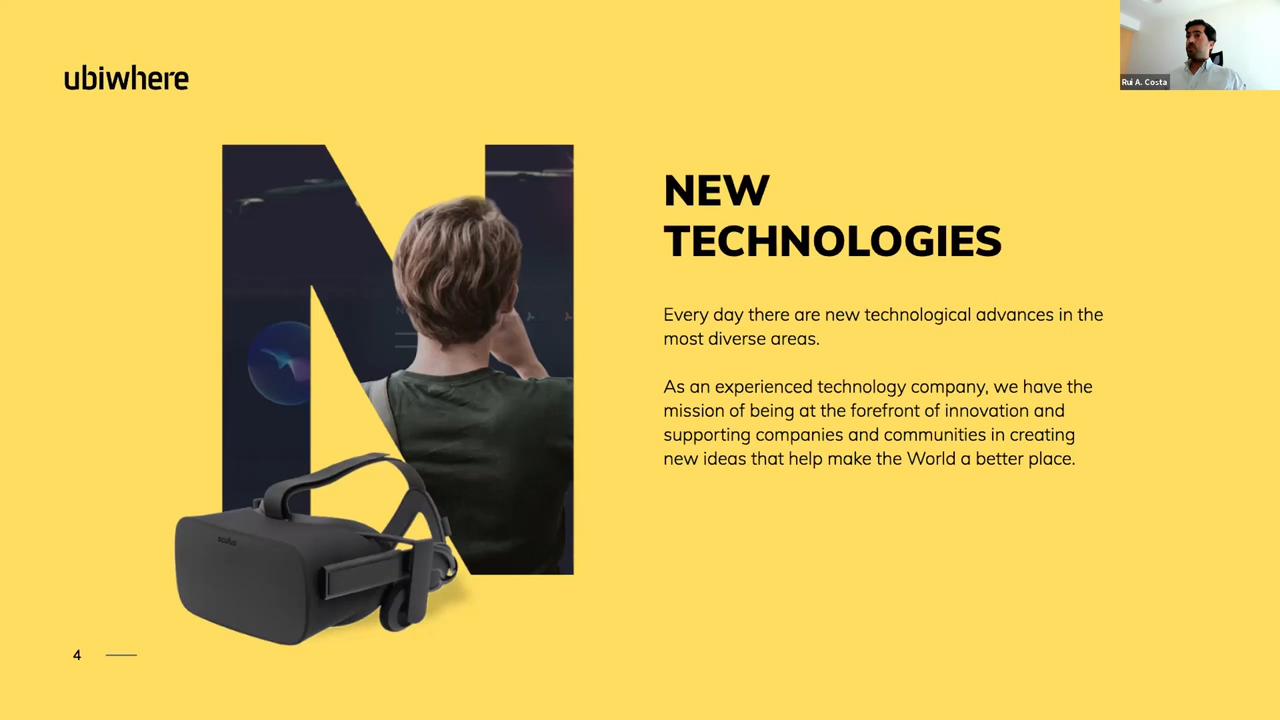 ubiwhere
Rui A. Costa
NEW
TECHNOLOGIES
Every day there are new technological advances in the
most diverse areas.
As an experienced technology company, we have the
mission of being at the forefront of innovation and
supporting companies and communities in creating
new ideas that help make the World a better place.
oculus
4